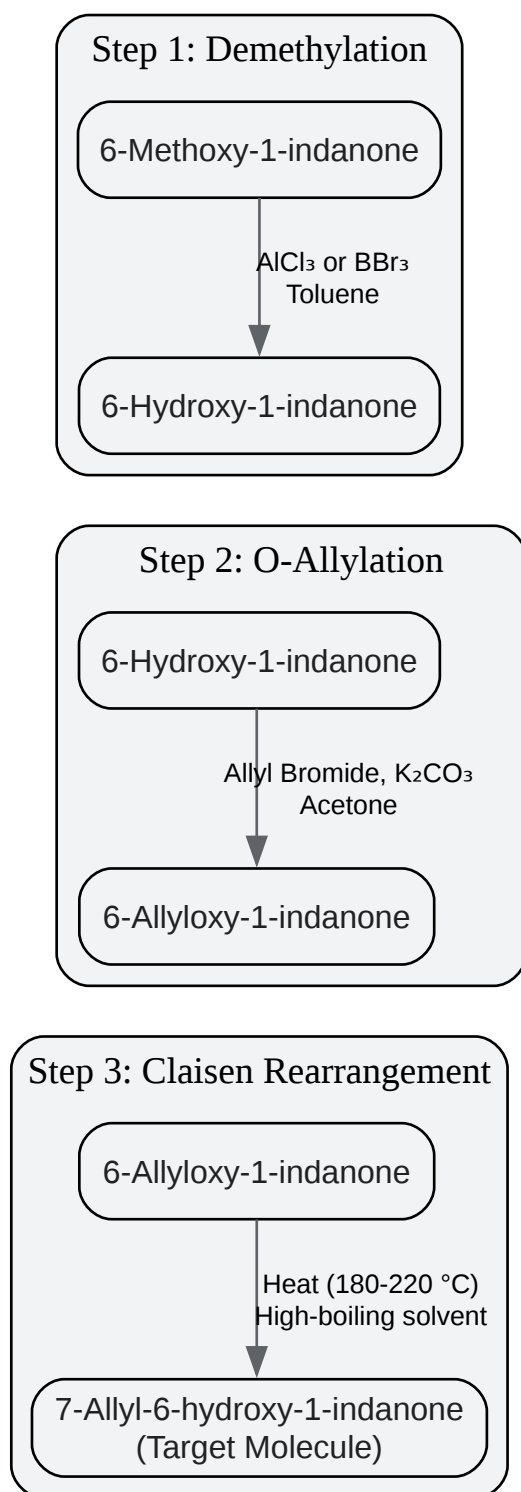 Step 1: Demethylation
6-Methoxy-1-indanone
AlCl₃ or BBr₃
Toluene
6-Hydroxy-1-indanone
Step 2: O-Allylation
6-Hydroxy-1-indanone
Allyl Bromide, K₂CO₃
Acetone
6-Allyloxy-1-indanone
Step 3: Claisen Rearrangement
6-Allyloxy-1-indanone
Heat (180-220 °C)
High-boiling solvent
7-Allyl-6-hydroxy-1-indanone
(Target Molecule)